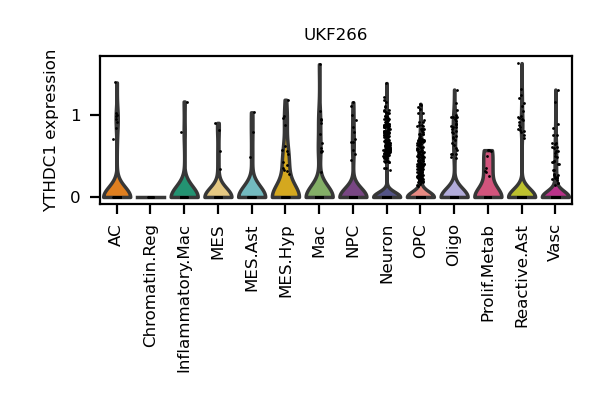 UKF266
YTHDC1 expression
1
0
AC
Chromatin.Reg
Inflammatory.Mac
MES
MES.Ast
MES.Hyp
Mac
NPC
Neuron
OPC
Oligo
Prolif.Metab
Reactive.Ast
Vasc